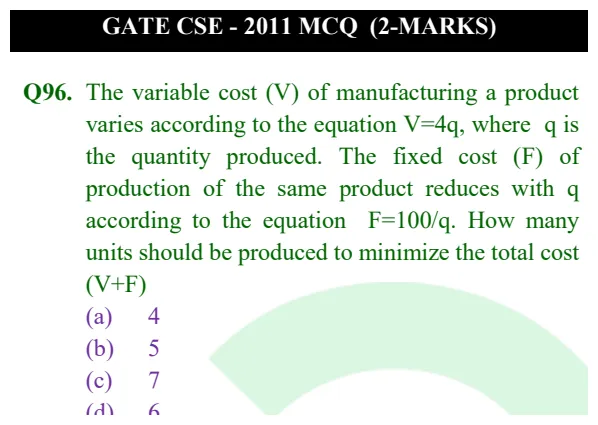 GATE CSE - 2011 MCQ (2-MARKS)
Q96. The variable cost (V) of manufacturing a product
varies according to the equation V=4q, where q is
the quantity produced. The fixed cost (F) of
production of the same product reduces with q
according to the equation F=100/q. How many
units should be produced to minimize the total cost
(V+F)
(a) 4
(b) 5
(c) 7
(d) 6